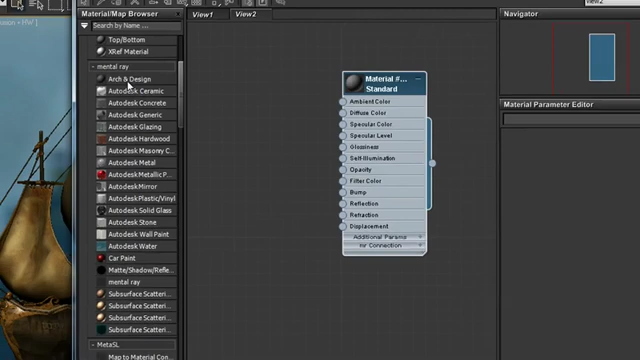 ssion + HW ]
Material/Map Browser
Search by Name ...
Top/Bottom
XRef Material
mental ray
Arch & Design
Autodesk Ceramic
Autodesk Concrete
Autodesk Generic
Autodesk Glazing
Autodesk Hardwood
Autodesk Masonry C...
Autodesk Metal
Autodesk Metallic P...
Autodesk Mirror
Autodesk Plastic/Vinyl
Autodesk Solid Glass
Autodesk Stone
Autodesk Wall Paint
Autodesk Water
Car Paint
Matte/Shadow/Refle...
mental ray
Subsurface Scatteri...
Subsurface Scatteri...
Subsurface Scatteri...
Subsurface Scatteri...
MetaSL
Map to Material Con...
View1
View2
Material #...
Standard
Ambient Color
Diffuse Color
Specular Color
Specular Level
Glossiness
Self-Illumination
Opacity
Filter Color
Bump
Reflection
Refraction
Displacement
Additional Params
mr Connection
View2
Navigator
Material Parameter Editor